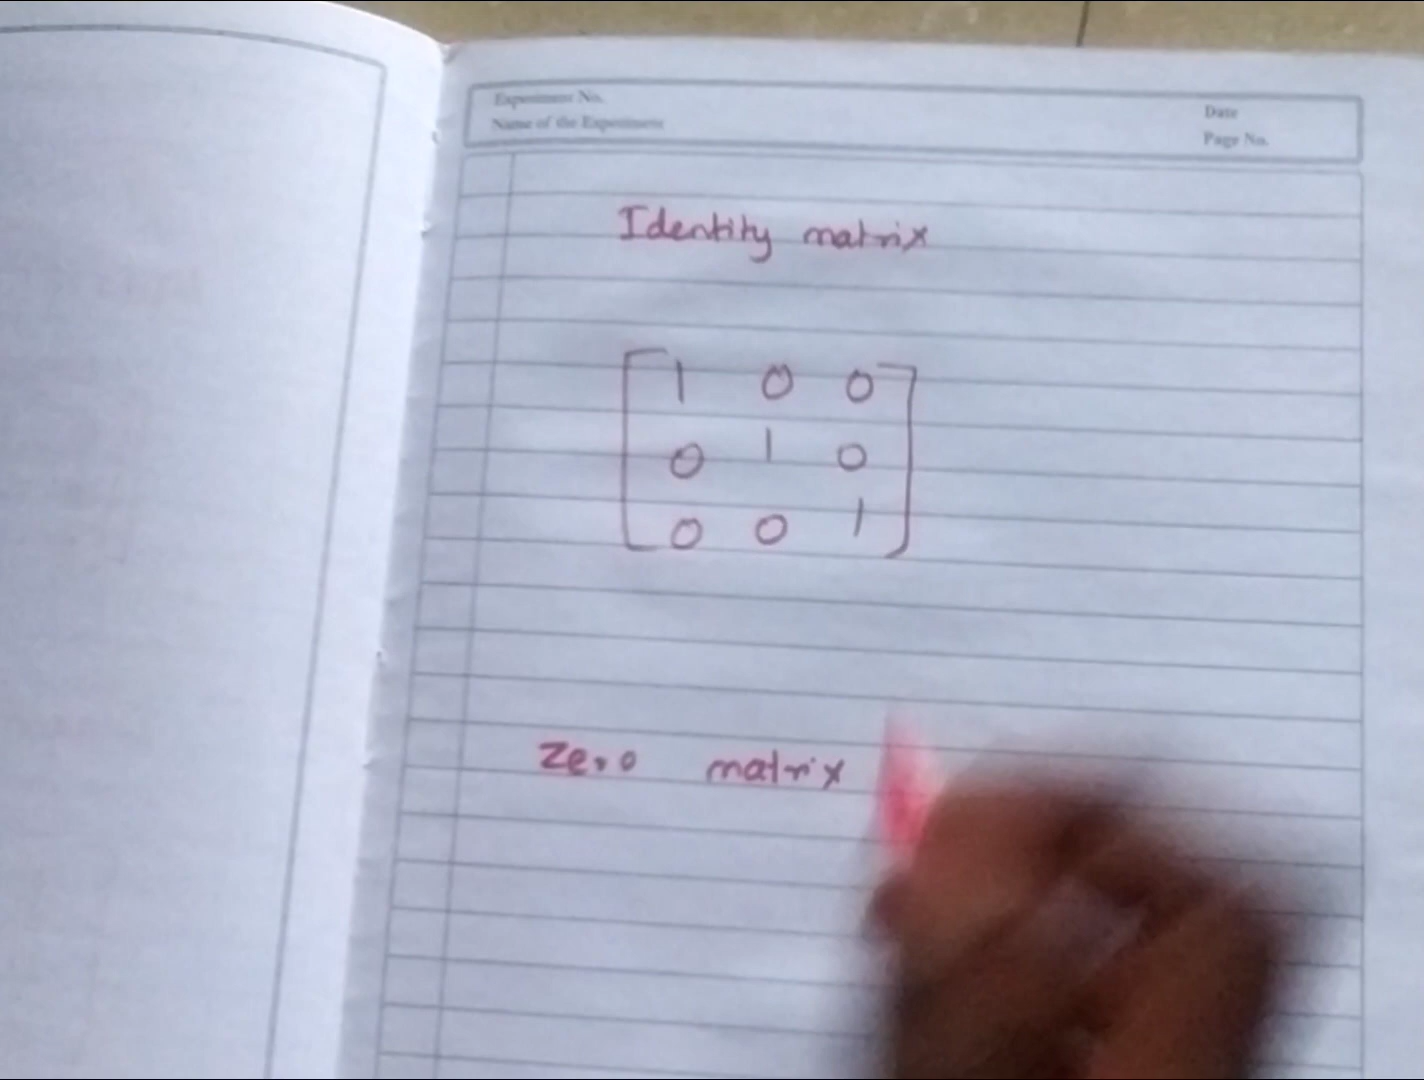 Experiment No.
Name of the Experiment
Date
Page No.
Identity matrix
1 0 0
0 1 0
0 0 1
Zero matrix